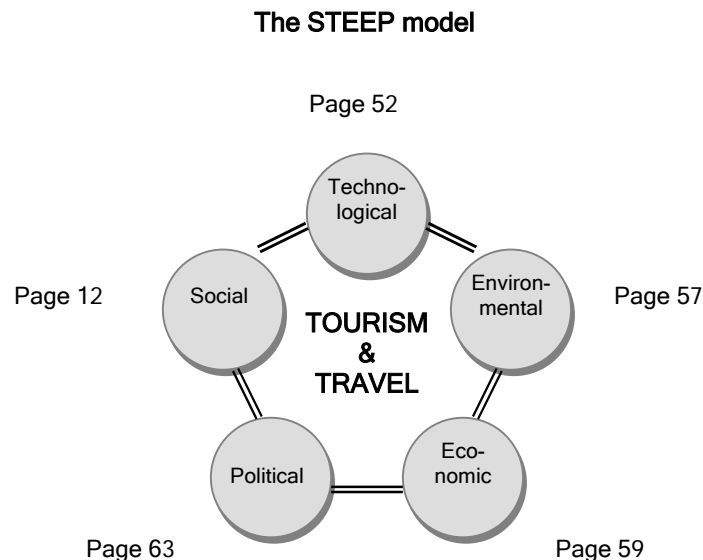 The STEEP model
Page 52
Techno-
logical
Page 12
Social
Environ-
mental
Page 57
TOURISM
&
TRAVEL
Political
Eco-
nomic
Page 63
Page 59